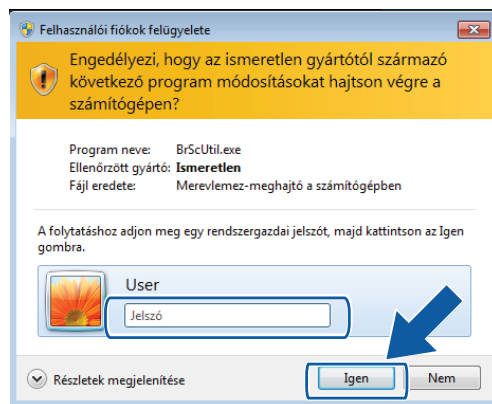 Felhasználói fiókok felügyelete
Engedélyezi, hogy az ismeretlen gyártótól származó
következő program módosításokat hajtson végre a
számítógépen?
Program neve: BrScUtil.exe
Ellenőrzött gyártó: Ismeretlen
Fájl eredete: Merevlemez-meghajtó a számítógépben
A folytatáshoz adjon meg egy rendszergazdai jelszót, majd kattintson az Igen
gombra.
User
Jelszó
Részletek megjelenítése
Igen Nem